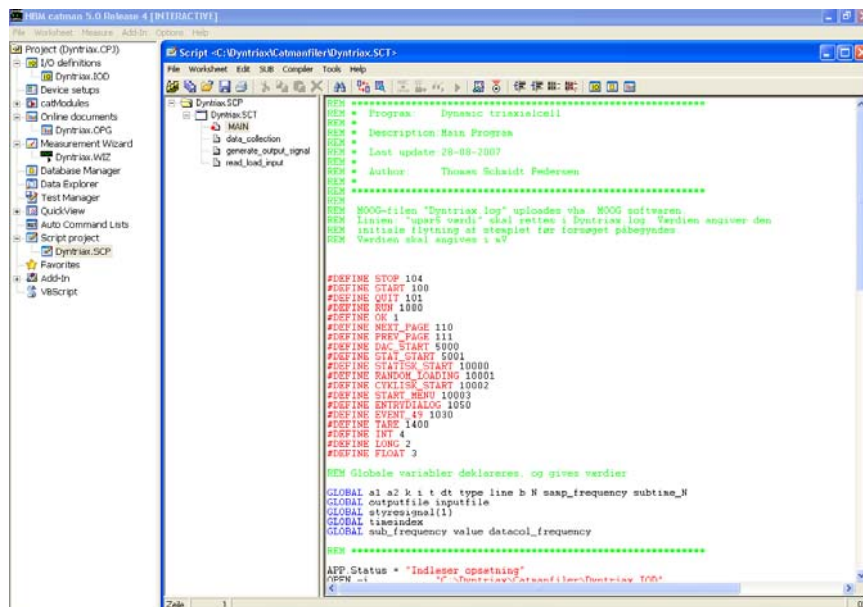 HBM catman 5.0 Release 4 [INTERACTIVE]
File Worksheet Measure Add-In Options Help
Project (Dyntriax.CPJ)
I/O definitions
Dyntriax.IOD
Device setups
catModules
Online documents
Dyntriax.OPG
Measurement Wizard
Dyntriax.WIZ
Database Manager
Data Explorer
Test Manager
QuickView
Auto Command Lists
Script project
Dyntriax.SCP
Favorites
Add-In
VBScript
Script <C:\Dyntriax\Catmanfiler\Dyntriax.SCT>
File Worksheet Edit SUB Compiler Tools Help
Dyntriax.SCP
Dyntriax.SCT
MAIN
data_collection
generate_output_signal
read_load_input
REM * Program: Dynamic triaxialcell
REM *
REM * Description Main Program
REM *
REM * Last update 28-08-2007
REM *
REM * Author: Thomas Schmidt Pedersen
REM *
REM
REM MOOG-filen "Dyntriax.log" uploades vha. MOOG softwaren.
REM Linien: "upar5 værdi" skal rettes i Dyntriax.log. Værdien angiver den
REM initiale flytning af stemplet før forsøget påbegyndes
REM Værdien skal angives i mV
#DEFINE STOP 104
#DEFINE START 100
#DEFINE QUIT 101
#DEFINE RUN 1000
#DEFINE OK 1
#DEFINE NEXT_PAGE 110
#DEFINE PREV_PAGE 111
#DEFINE DAC_START 5000
#DEFINE STAT_START 5001
#DEFINE STATISK_START 10000
#DEFINE RANDOM_LOADING 10001
#DEFINE CYKLISK_START 10002
#DEFINE START_MENU 10003
#DEFINE ENTRYDIALOG 1050
#DEFINE EVENT_49 1030
#DEFINE TARE 1400
#DEFINE INT 4
#DEFINE LONG 2
#DEFINE FLOAT 3
REM Globale variabler deklareres, og gives værdier
GLOBAL a1 a2 k i t dt type line b N samp_frequency subtime_N
GLOBAL outputfile inputfile
GLOBAL styresignal(1)
GLOBAL timeindex
GLOBAL sub_frequency value datacol_frequency
REM ************************************************************
APP.Status = "Indlæser opsætning"
OPEN -i "C:\Dyntriax\Catmanfiler\Dyntriax.IOD"
Zeile 1